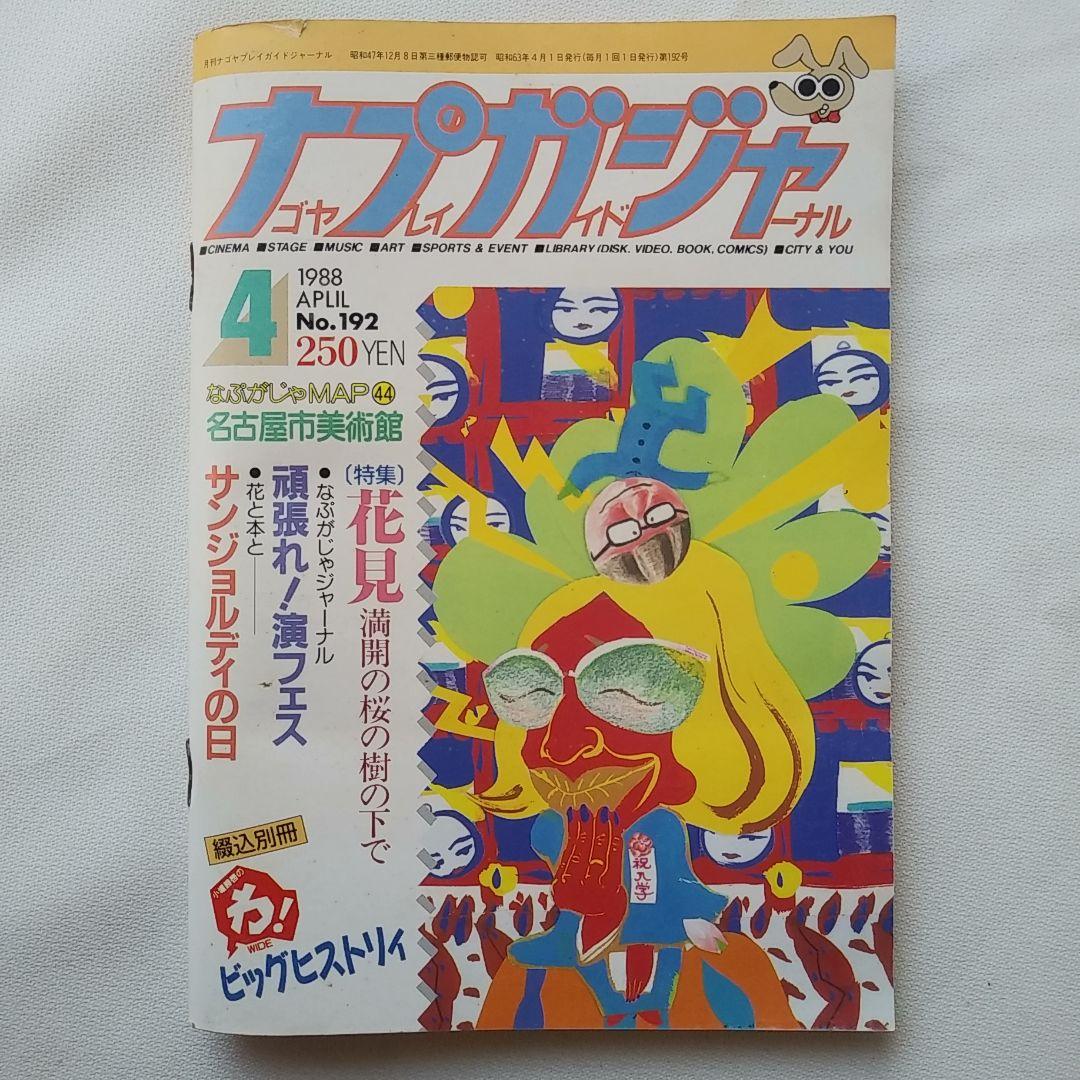 月刊ナゴヤプレイガイドジャーナル 昭和47年12月8日第三種郵便物認可 昭和63年4月1日発行(毎月1回1日発行)第192号
ナゴヤプレイガイドジャーナル
■CINEMA ■STAGE ■MUSIC ■ART ■SPORTS & EVENT ■LIBRARY(DISK. VIDEO. BOOK, COMICS) ■CITY & YOU
4
1988
APLIL
No.192
250YEN
なぷがじゃMAP㊹
名古屋市美術館
〔特集〕
花見 満開の桜の樹の下で
●なぷがじゃジャーナル
頑張れ!演フェス
●花と本と――
サンジョルディの日
綴込別冊
わ!
WIDE
ビッグヒストリィ
祝入学